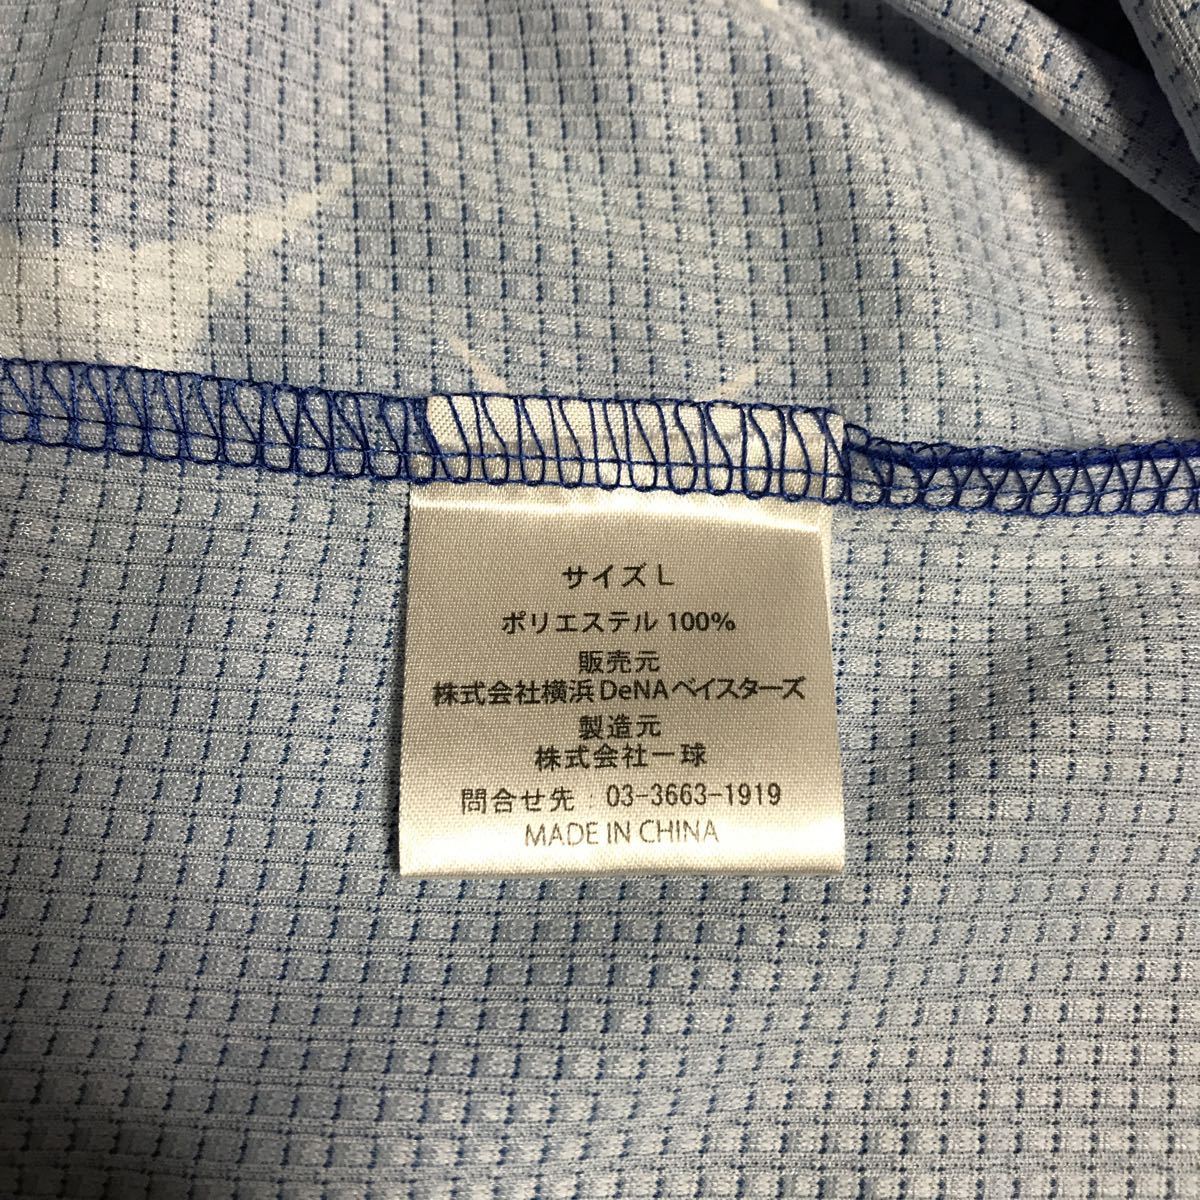 サイズ L
ポリエステル 100%
販売元
株式会社横浜DeNAベイスターズ
製造元
株式会社一球
問合せ先 : 03-3663-1919
MADE IN CHINA